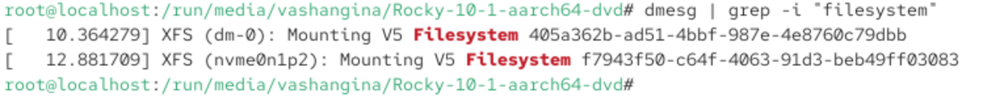 root@localhost:/run/media/vashangina/Rocky-10-1-aarch64-dvd# dmesg | grep -i "filesystem"
[   10.364279] XFS (dm-0): Mounting V5 Filesystem 405a362b-ad51-4bbf-987e-4e8760c79dbb
[   12.881709] XFS (nvme0n1p2): Mounting V5 Filesystem f7943f50-c64f-4063-91d3-beb49ff03083
root@localhost:/run/media/vashangina/Rocky-10-1-aarch64-dvd#